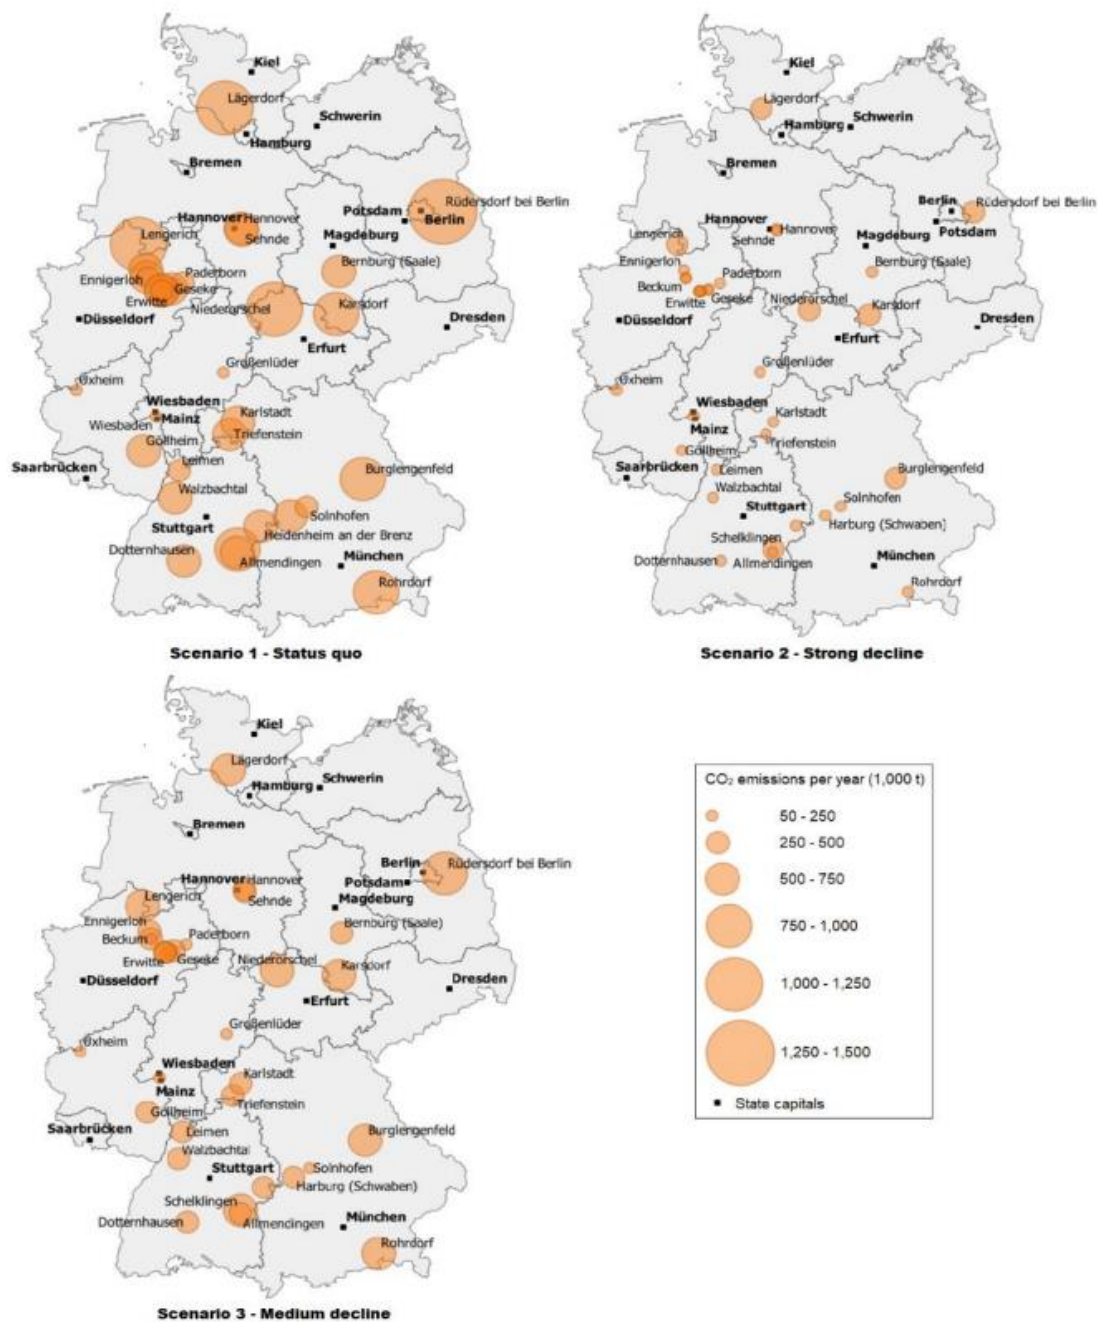 Kiel
Lägerdorf
Schwerin
Hamburg
Bremen
Rüdersdorf bei Berlin
Potsdam
Berlin
Hannover
Hannover
Lengerich
Sehnde
Magdeburg
Bernburg (Saale)
Ennigerloh
Paderborn
Geseke
Erwitte
Niederorschel
Karsdorf
Düsseldorf
Dresden
Erfurt
Großenlüder
Üxheim
Wiesbaden
Wiesbaden
Mainz
Karlstadt
Triefenstein
Göllheim
Saarbrücken
Leimen
Burglengenfeld
Walzbachtal
Solnhofen
Stuttgart
Heidenheim an der Brenz
Dotternhausen
Allmendingen
München
Rohrdorf
Scenario 1 - Status quo
Kiel
Lägerdorf
Hamburg
Schwerin
Bremen
Berlin
Rüdersdorf bei Berlin
Potsdam
Hannover
Hannover
Lengerich
Sehnde
Magdeburg
Ennigerloh
Bernburg (Saale)
Beckum
Paderborn
Erwitte
Geseke
Niederorschel
Karsdorf
Düsseldorf
Dresden
Erfurt
Großenlüder
Üxheim
Wiesbaden
Mainz
Karlstadt
Triefenstein
Göllheim
Saarbrücken
Leimen
Burglengenfeld
Walzbachtal
Solnhofen
Stuttgart
Harburg (Schwaben)
Schelklingen
Dotternhausen
Allmendingen
München
Rohrdorf
Scenario 2 - Strong decline
Kiel
Lägerdorf
Hamburg
Schwerin
Bremen
Berlin
Rüdersdorf bei Berlin
Potsdam
Hannover
Hannover
Lengerich
Sehnde
Magdeburg
Ennigerloh
Bernburg (Saale)
Beckum
Paderborn
Erwitte
Geseke
Niederorschel
Karsdorf
Düsseldorf
Dresden
Erfurt
Großenlüder
Üxheim
Wiesbaden
Mainz
Karlstadt
Triefenstein
Göllheim
Saarbrücken
Leimen
Burglengenfeld
Walzbachtal
Stuttgart
Solnhofen
Harburg (Schwaben)
Schelklingen
Dotternhausen
Allmendingen
München
Rohrdorf
Scenario 3 - Medium decline
CO₂ emissions per year (1,000 t)
50 - 250
250 - 500
500 - 750
750 - 1,000
1,000 - 1,250
1,250 - 1,500
State capitals